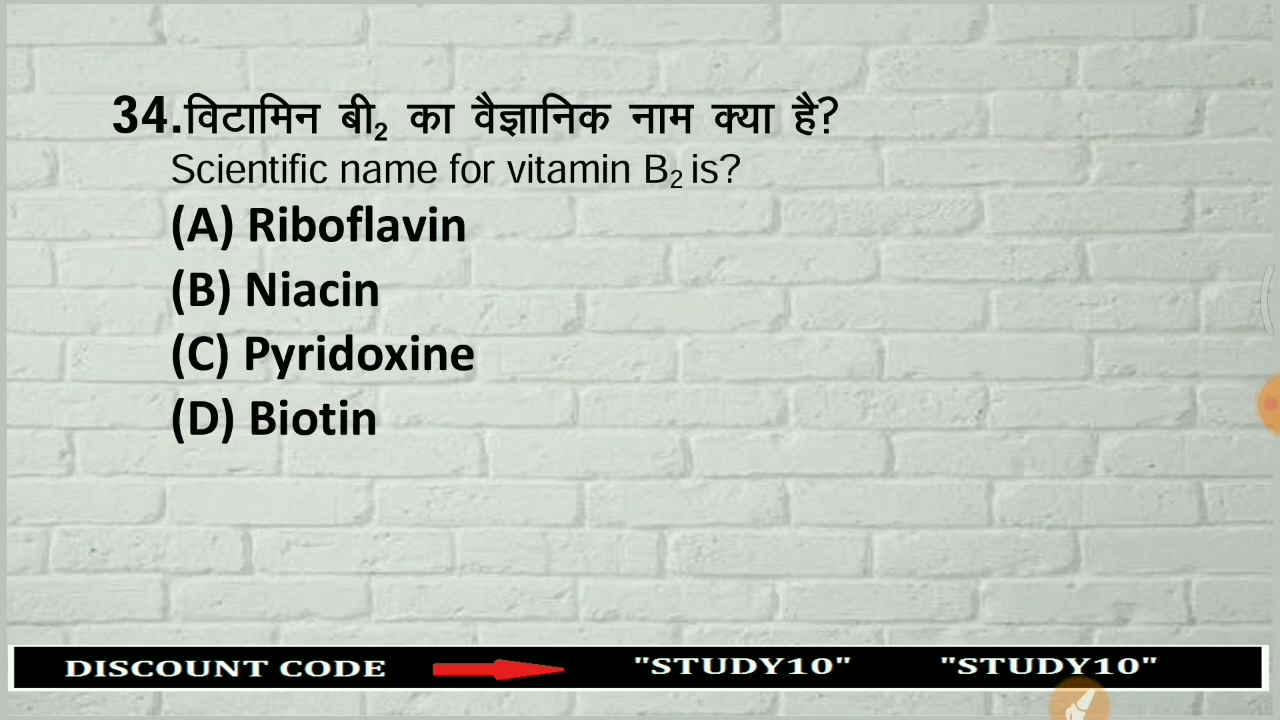 34.विटामिन बी₂ का वैज्ञानिक नाम क्या है?
Scientific name for vitamin B₂ is?
(A) Riboflavin
(B) Niacin
(C) Pyridoxine
(D) Biotin
DISCOUNT CODE "STUDY10" "STUDY10"